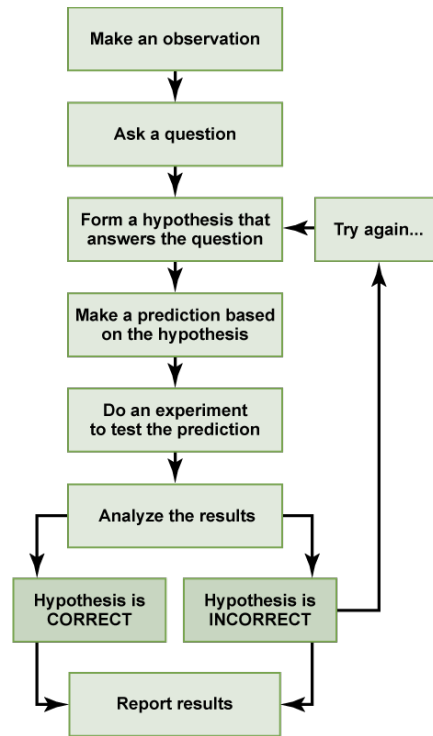 Make an observation
Ask a question
Form a hypothesis that
answers the question
Try again...
Make a prediction based
on the hypothesis
Do an experiment
to test the prediction
Analyze the results
Hypothesis is
CORRECT
Hypothesis is
INCORRECT
Report results